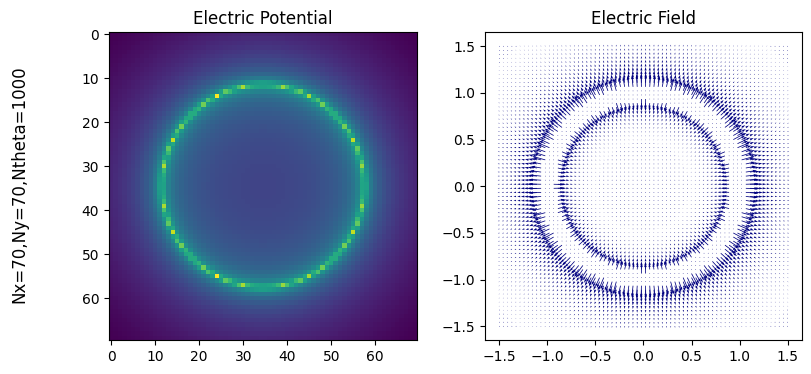 Electric Potential
Electric Field
Nx=70,Ny=70,Ntheta=1000
0
10
20
30
40
50
60
0 10 20 30 40 50 60
1.5
1.0
0.5
0.0
−0.5
−1.0
−1.5
−1.5 −1.0 −0.5 0.0 0.5 1.0 1.5